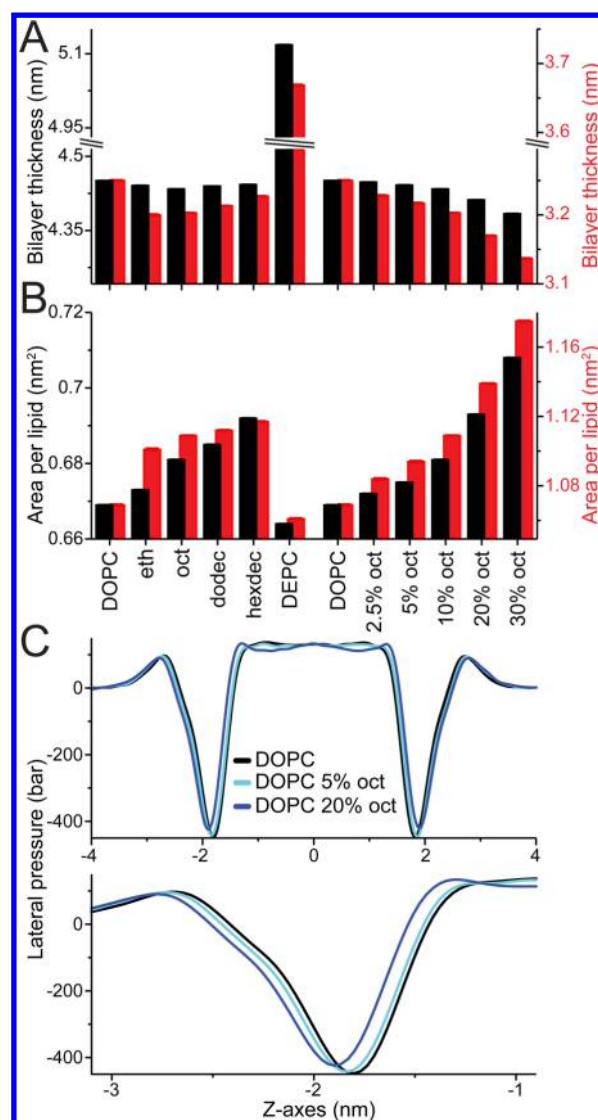 A
Bilayer thickness (nm)
5.1
4.95
4.5
4.35
3.7
3.6
3.2
3.1
Bilayer thickness (nm)
B
Area per lipid (nm²)
0.72
0.7
0.68
0.66
1.16
1.12
1.08
Area per lipid (nm²)
DOPC
eth
oct
dodec
hexdec
DEPC
DOPC
2.5% oct
5% oct
10% oct
20% oct
30% oct
C
Lateral pressure (bar)
0
-200
-400
DOPC
DOPC 5% oct
DOPC 20% oct
-4
-2
0
2
4
0
-200
-400
-3
-2
-1
Z-axes (nm)